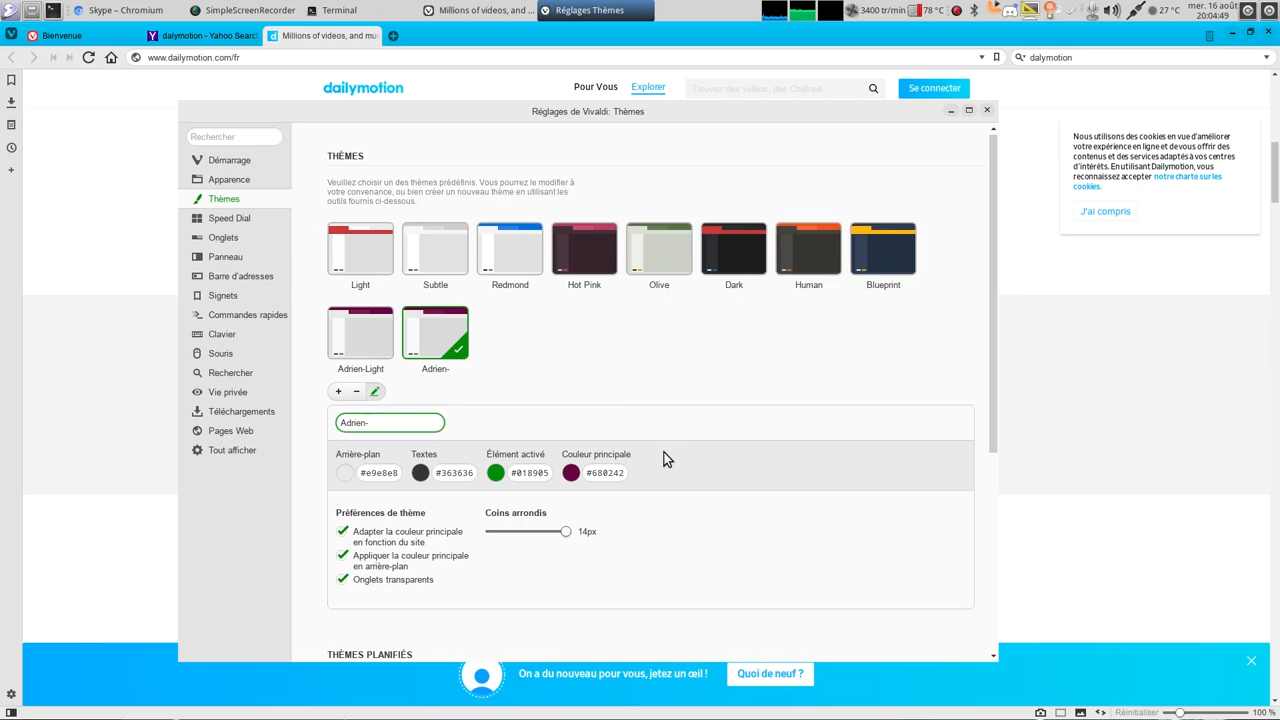 Skype – Chromium
SimpleScreenRecorder
Terminal
Millions of videos, and ...
Réglages Thèmes
3400 tr/min
78 °C
27 °C
mer. 16 août
20:04:49
Bienvenue
dalymotion - Yahoo Searc
Millions of videos, and mu
www.dailymotion.com/fr
dalymotion
dailymotion
Pour Vous
Explorer
Trouvez des vidéos, des Chaînes...
Se connecter
Réglages de Vivaldi: Thèmes
Rechercher
Démarrage
Apparence
Thèmes
Speed Dial
Onglets
Panneau
Barre d'adresses
Signets
Commandes rapides
Clavier
Souris
Rechercher
Vie privée
Téléchargements
Pages Web
Tout afficher
THÈMES
Veuillez choisir un des thèmes prédéfinis. Vous pourrez le modifier à
votre convenance, ou bien créer un nouveau thème en utilisant les
outils fournis ci-dessous.
Light
Subtle
Redmond
Hot Pink
Olive
Dark
Human
Blueprint
Adrien-Light
Adrien-
Adrien-
Arrière-plan
Textes
Élément activé
Couleur principale
#e9e8e8
#363636
#018905
#680242
Préférences de thème
Coins arrondis
Adapter la couleur principale
en fonction du site
14px
Appliquer la couleur principale
en arrière-plan
Onglets transparents
THÈMES PLANIFIÉS
Nous utilisons des cookies en vue d'améliorer
votre expérience en ligne et de vous offrir des
contenus et des services adaptés à vos centres
d'intérêts. En utilisant Dailymotion, vous
reconnaissez accepter notre charte sur les
cookies.
J'ai compris
On a du nouveau pour vous, jetez un œil !
Quoi de neuf ?
Réinitialiser
100 %